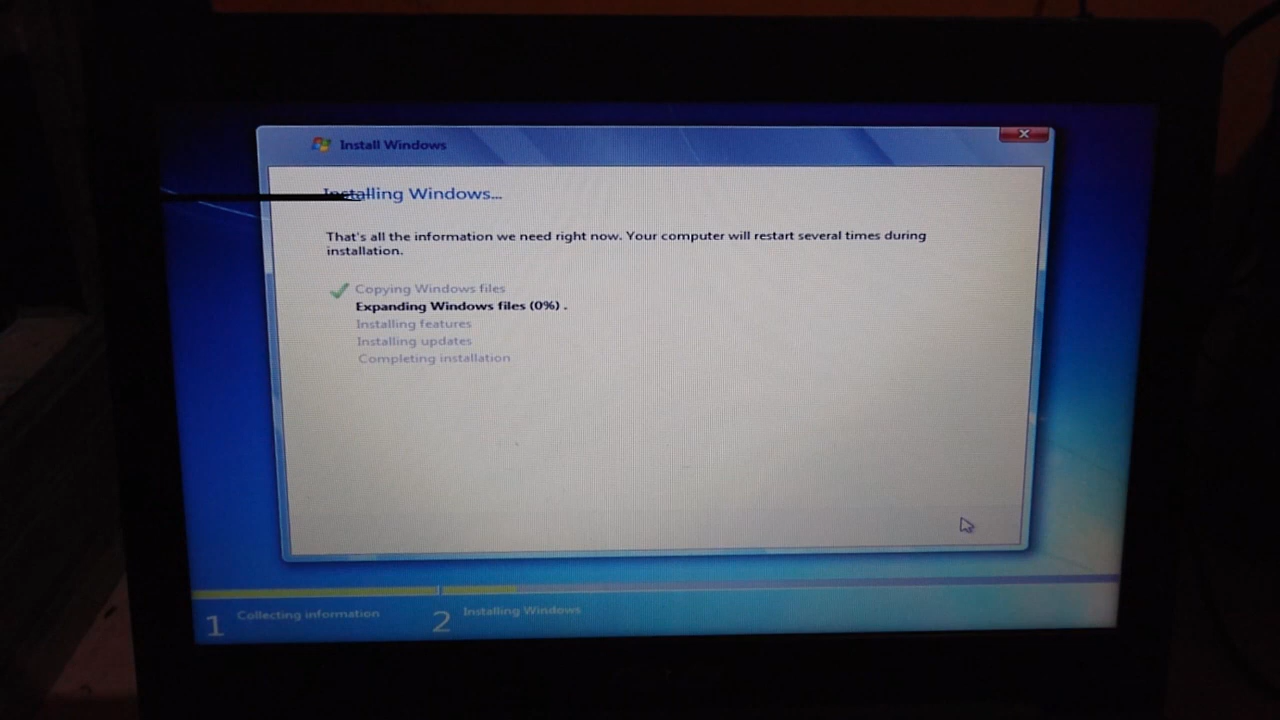 Install Windows
Installing Windows...
That's all the information we need right now. Your computer will restart several times during
installation.
Copying Windows files
Expanding Windows files (0%) .
Installing features
Installing updates
Completing installation
1 Collecting information 2 Installing Windows